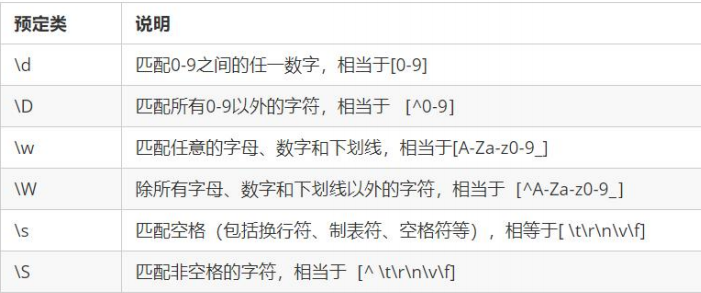 预定类 说明
\d 匹配0-9之间的任一数字，相当于[0-9]
\D 匹配所有0-9以外的字符，相当于 [^0-9]
\w 匹配任意的字母、数字和下划线，相当于[A-Za-z0-9_]
\W 除所有字母、数字和下划线以外的字符，相当于 [^A-Za-z0-9_]
\s 匹配空格（包括换行符、制表符、空格符等），相等于[ \t\r\n\v\f]
\S 匹配非空格的字符，相当于 [^ \t\r\n\v\f]